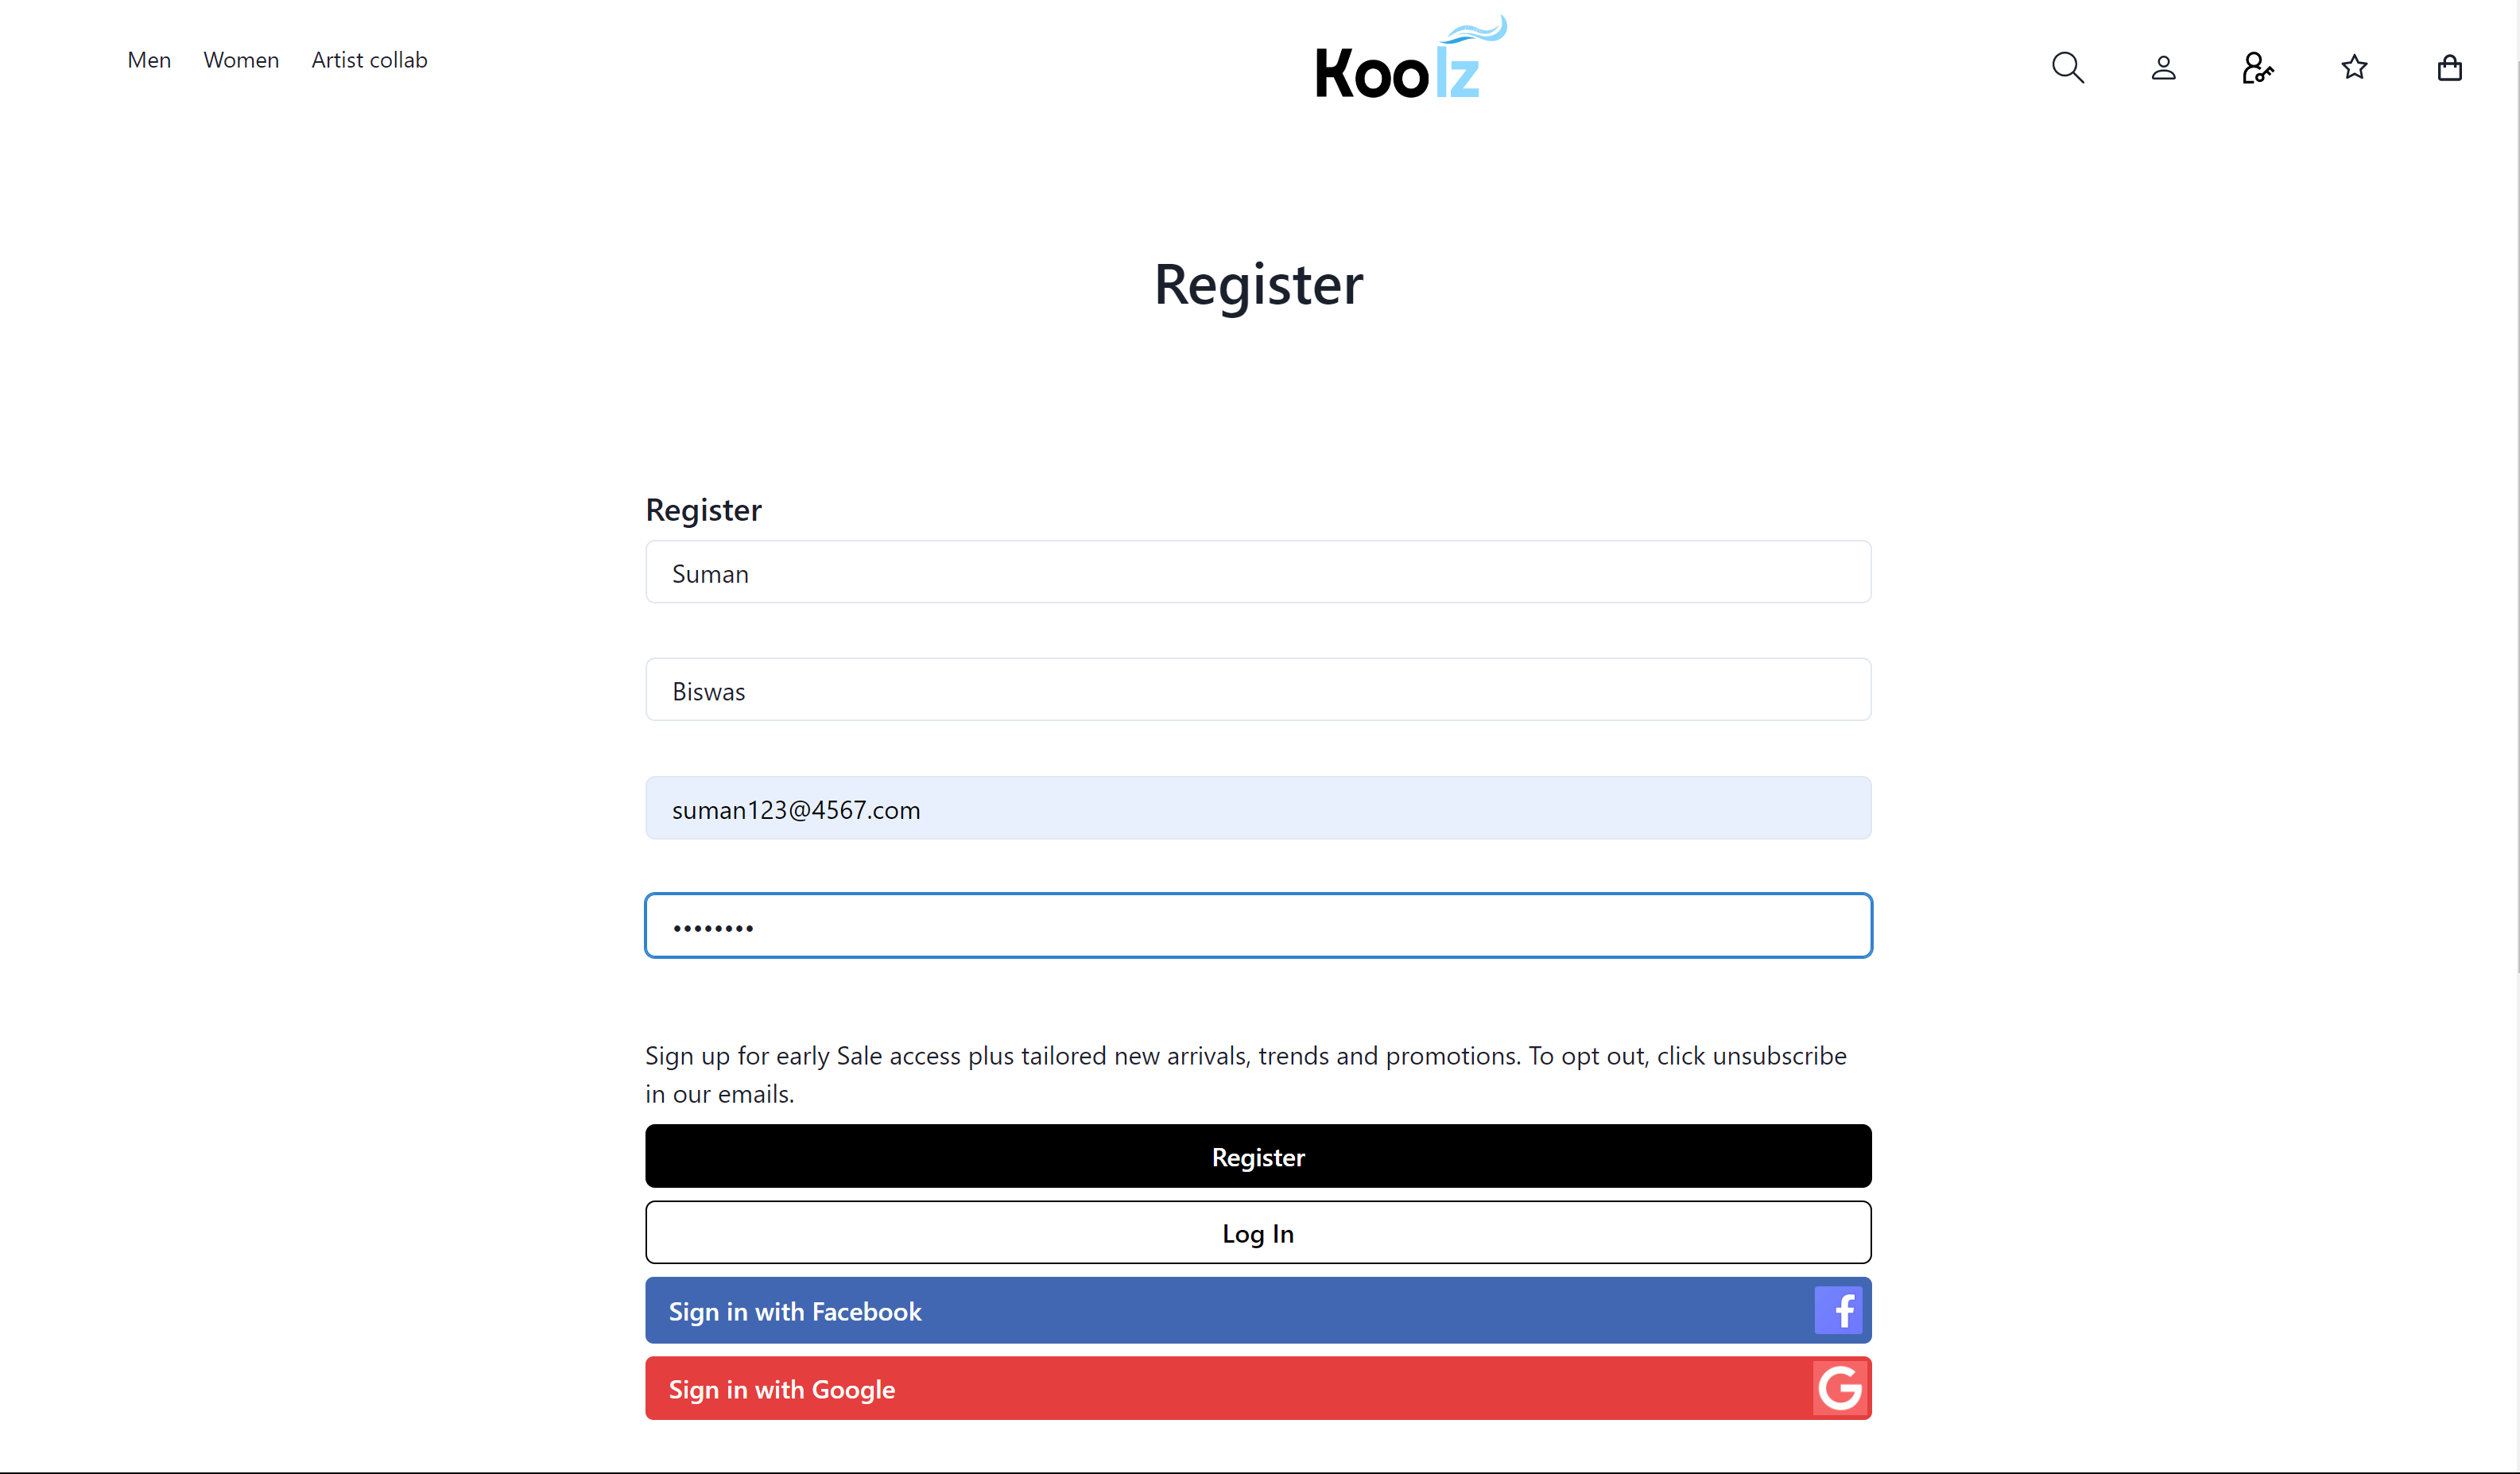 Men Women Artist collab
Koolz
Register
Register
Suman
Biswas
suman123@4567.com
••••••••
Sign up for early Sale access plus tailored new arrivals, trends and promotions. To opt out, click unsubscribe
in our emails.
Register
Log In
Sign in with Facebook
Sign in with Google